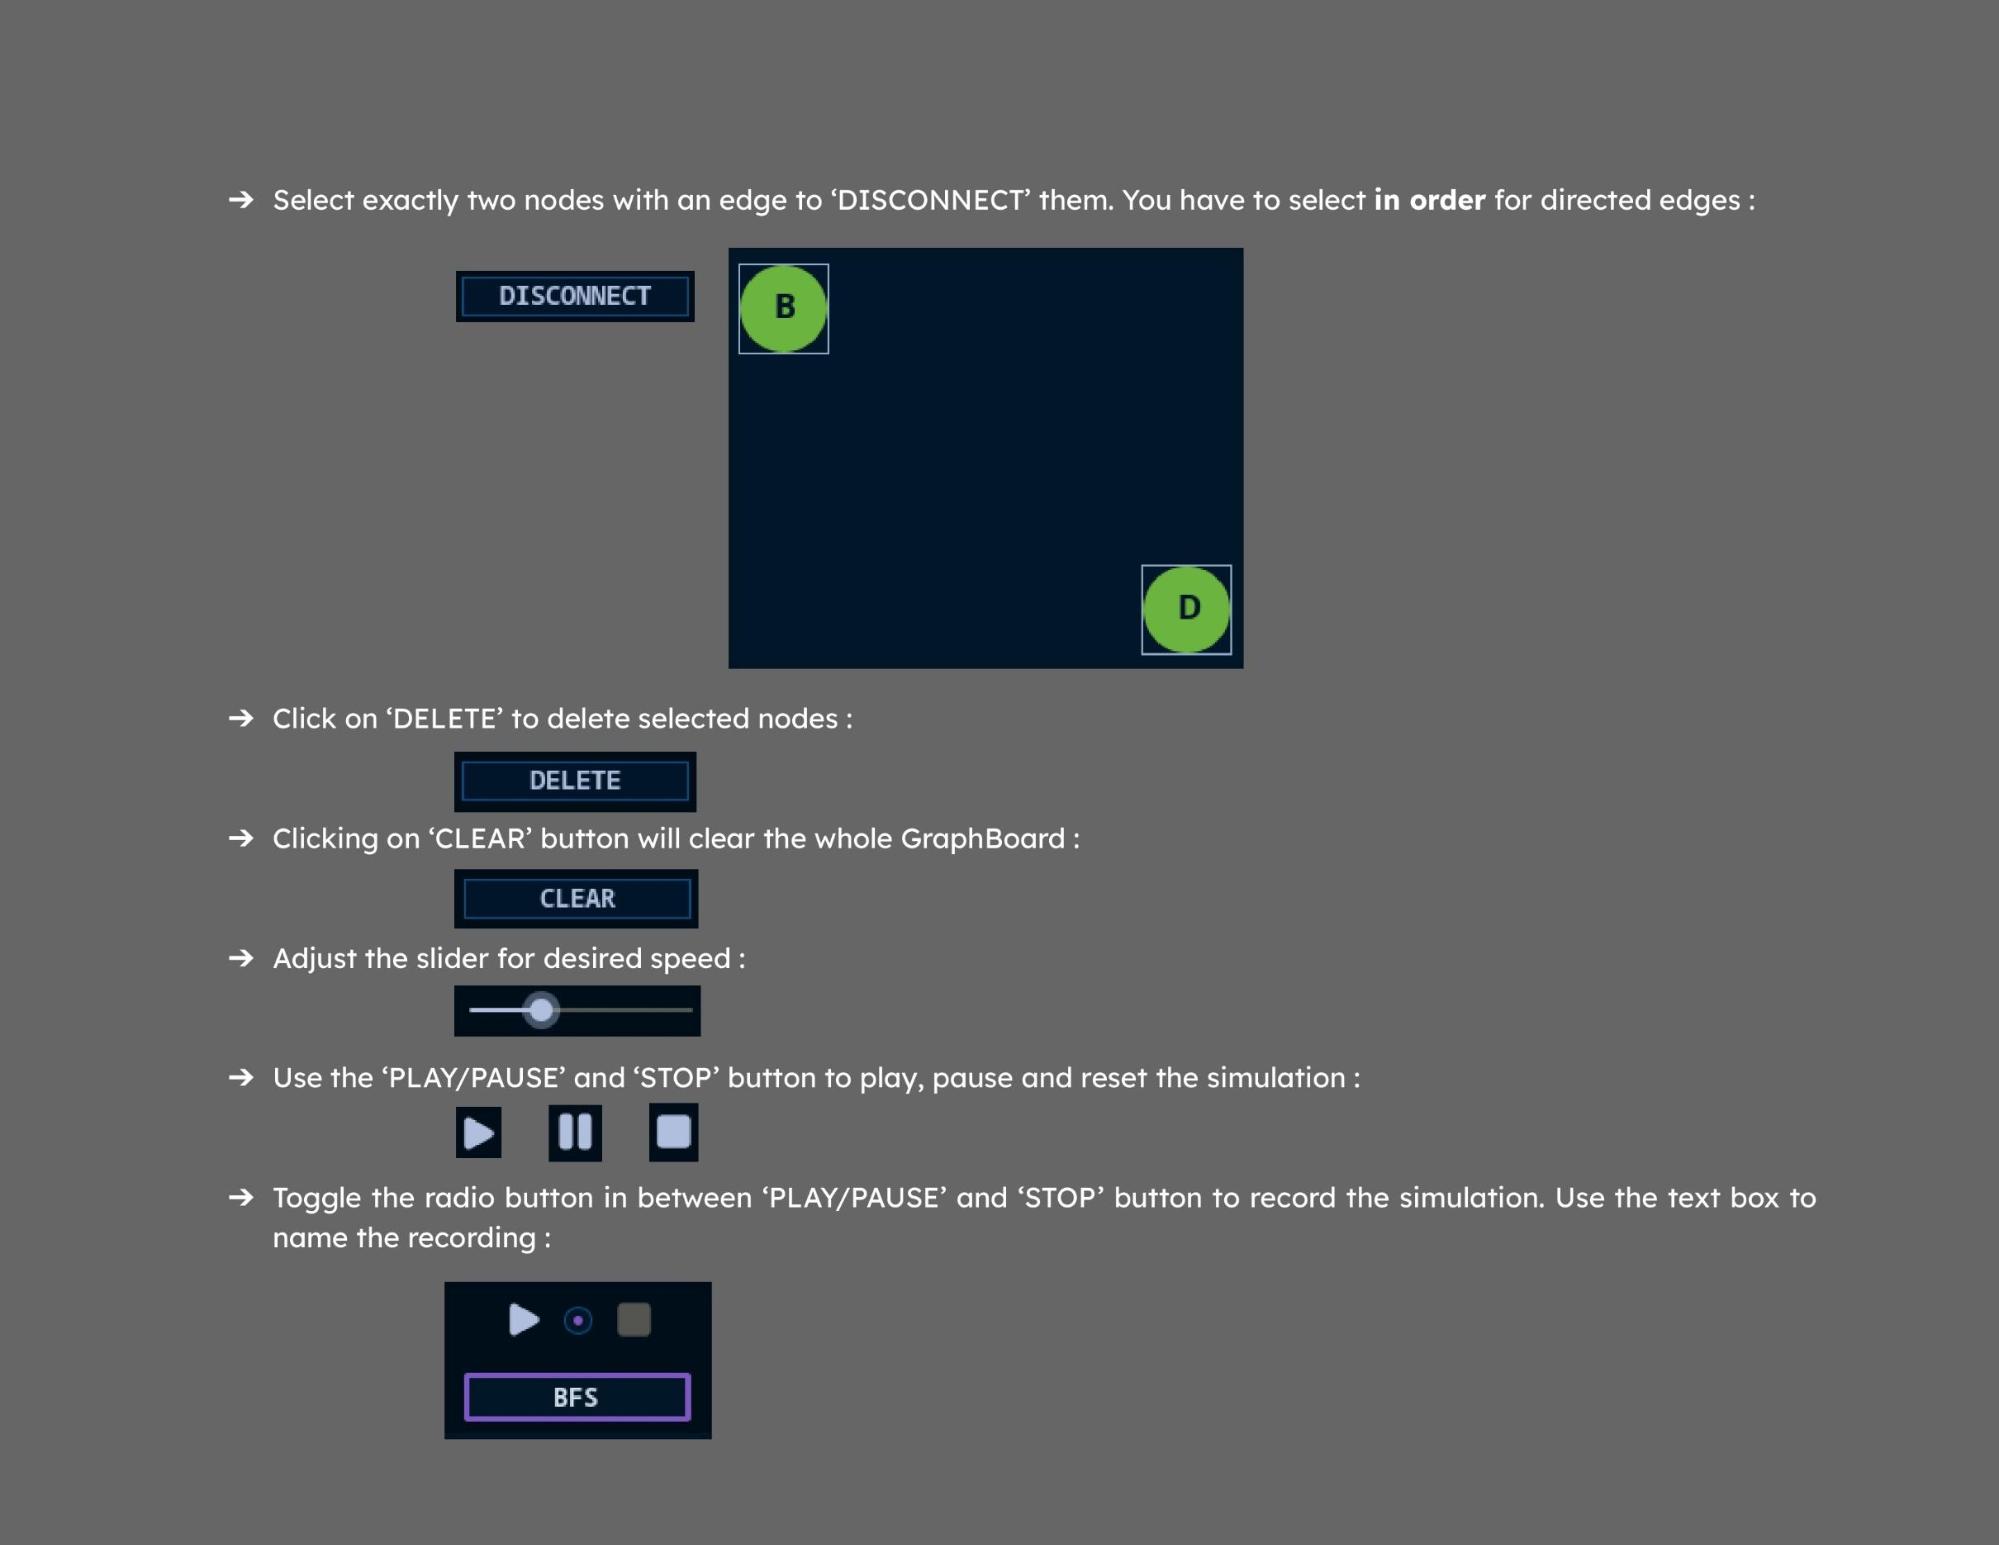 ➔ Select exactly two nodes with an edge to ‘DISCONNECT’ them. You have to select in order for directed edges :
DISCONNECT
B
D
➔ Click on ‘DELETE’ to delete selected nodes :
DELETE
➔ Clicking on ‘CLEAR’ button will clear the whole GraphBoard :
CLEAR
➔ Adjust the slider for desired speed :
➔ Use the ‘PLAY/PAUSE’ and ‘STOP’ button to play, pause and reset the simulation :
➔ Toggle the radio button in between ‘PLAY/PAUSE’ and ‘STOP’ button to record the simulation. Use the text box to
name the recording :
BFS